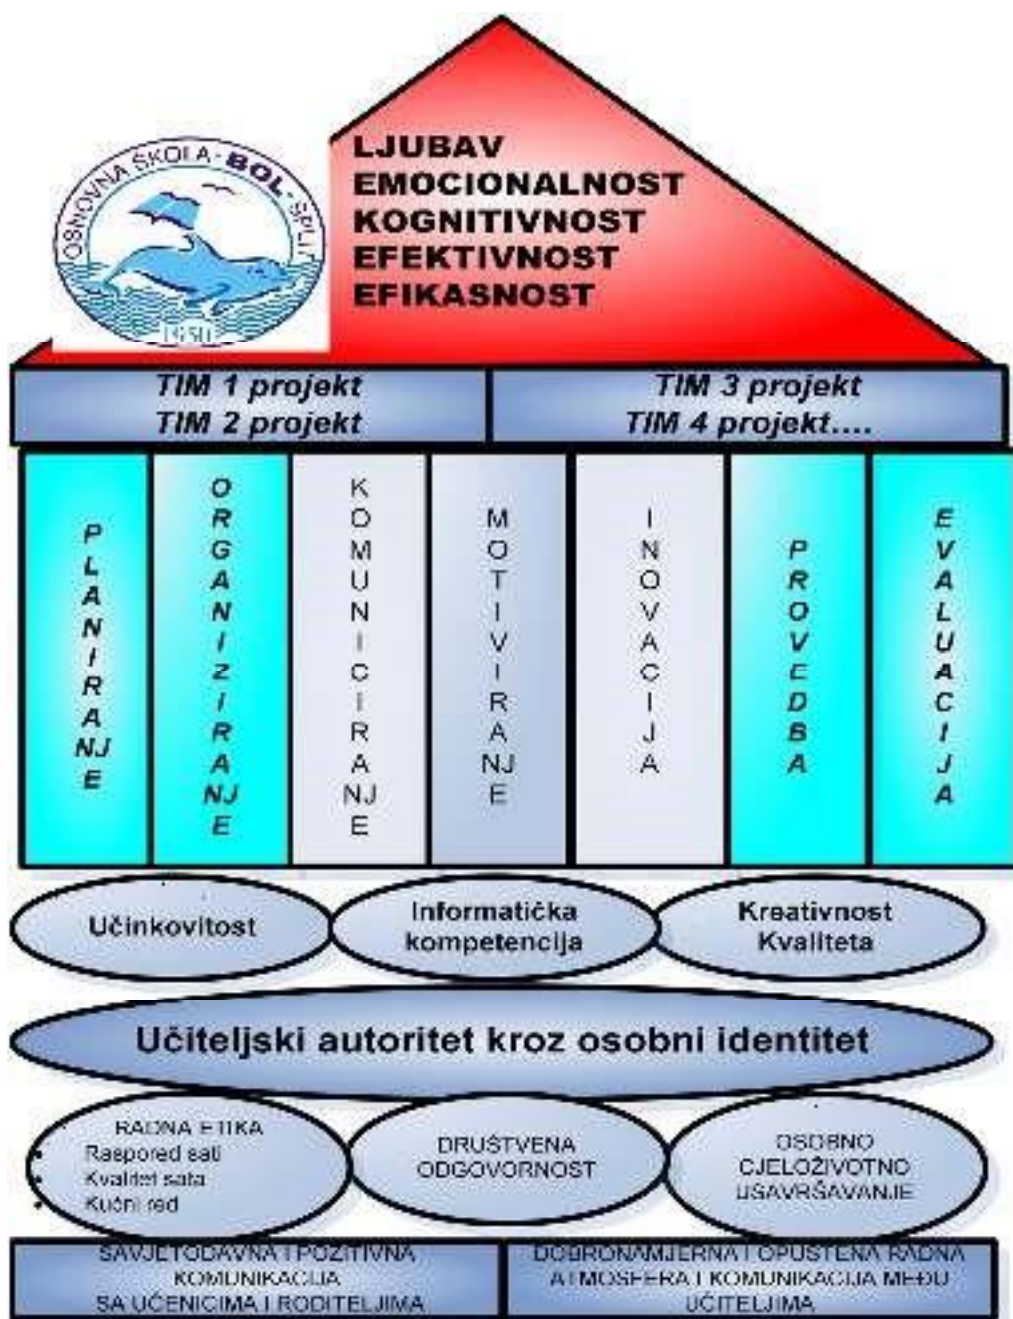 OSNOVNA ŠKOLA - BOL - SPLIT
LJUBAV
EMOCIONALNOST
KOGNITIVNOST
EFEKTIVNOST
EFIKASNOST
TIM 1 projekt
TIM 2 projekt
TIM 3 projekt
TIM 4 projekt....
PLANIRANJE
ORGANIZIRANJE
KOMUNICIRANJE
MOTIVIRANJE
INOVACIJA
PROVEDBA
EVALUACIJA
Učinkovitost
Informatička
kompetencija
Kreativnost
Kvaliteta
Učiteljski autoritet kroz osobni identitet
RADNA ETIKA
• Raspored sati
• Kvalitet sata
• Kućni red
DRUŠTVENA
ODGOVORNOST
OSOBNO
CJELOŽIVOTNO
USAVRŠAVANJE
SAVJETODAVNA I POZITIVNA
KOMUNIKACIJA
SA UČENICIMA I RODITELJIMA
DOBRONAMJERNA I OPUŠTENA RADNA
ATMOSFERA I KOMUNIKACIJA MEĐU
UČITELJIMA